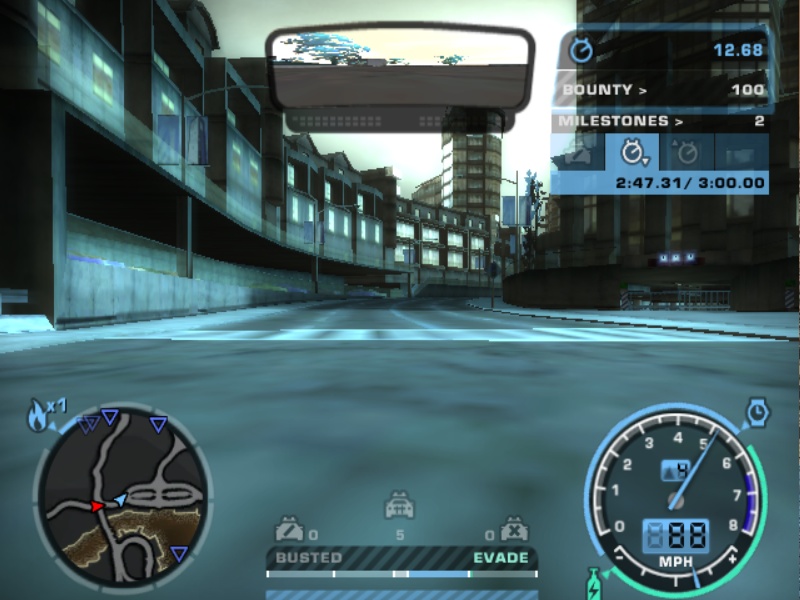 12.68
BOUNTY > 100
MILESTONES > 2
2:47.31/ 3:00.00
x1
0 5 0
BUSTED EVADE
0 1 2 3 4 5 6 7 8
4
88
MPH
- +